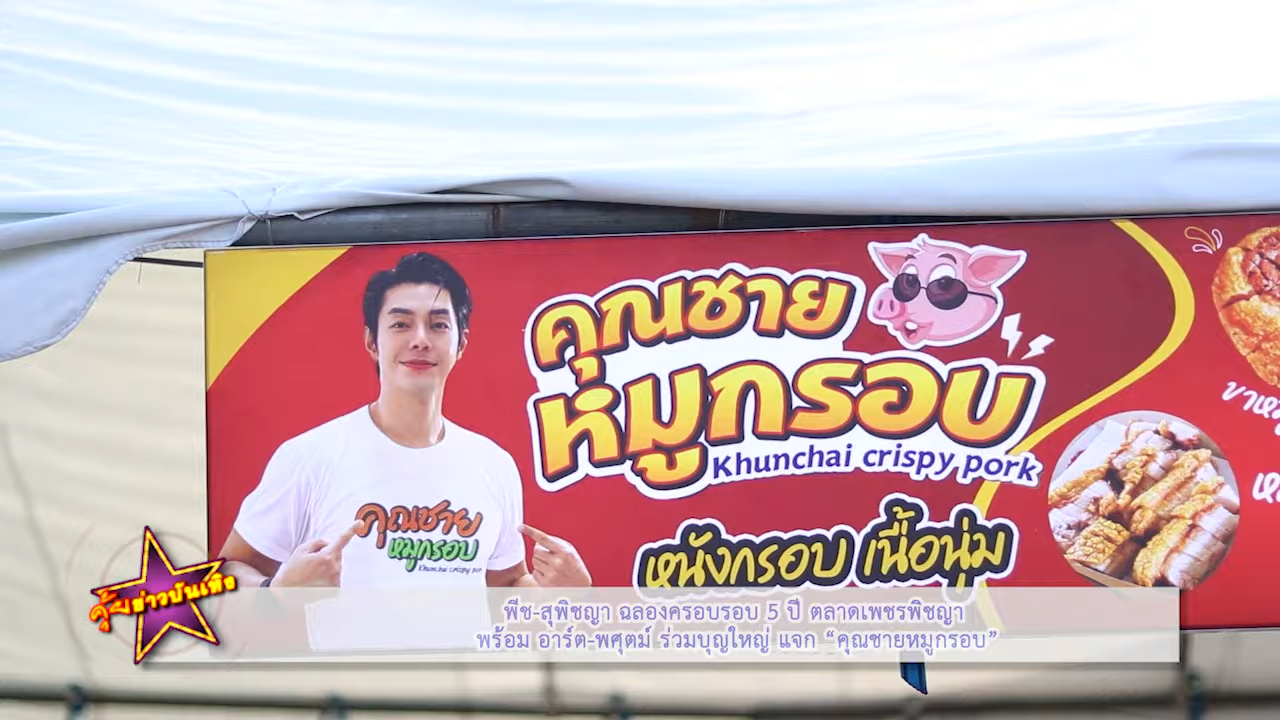 คุณชาย
หมูกรอบ
Khunchai crispy pork
หนังกรอบ เนื้อนุ่ม
คุณชาย
หมูกรอบ
Khunchai crispy por
คุ้ยข่าวบันเทิง
พีช-สุพิชญา ฉลองครอบรอบ 5 ปี ตลาดเพชรพิชญา
พร้อม อาร์ต-พศุตม์ ร่วมบุญใหญ่ แจก “คุณชายหมูกรอบ”